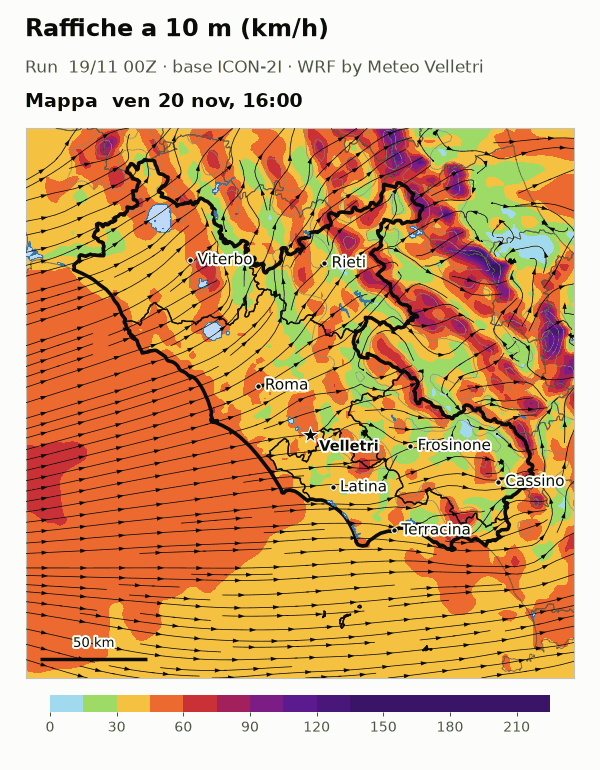 Raffiche a 10 m (km/h)
Run  19/11 00Z · base ICON-2I · WRF by Meteo Velletri
Mappa  ven 20 nov, 16:00
Viterbo
Rieti
Roma
Velletri
Frosinone
Latina
Cassino
Terracina
50 km
0 30 60 90 120 150 180 210